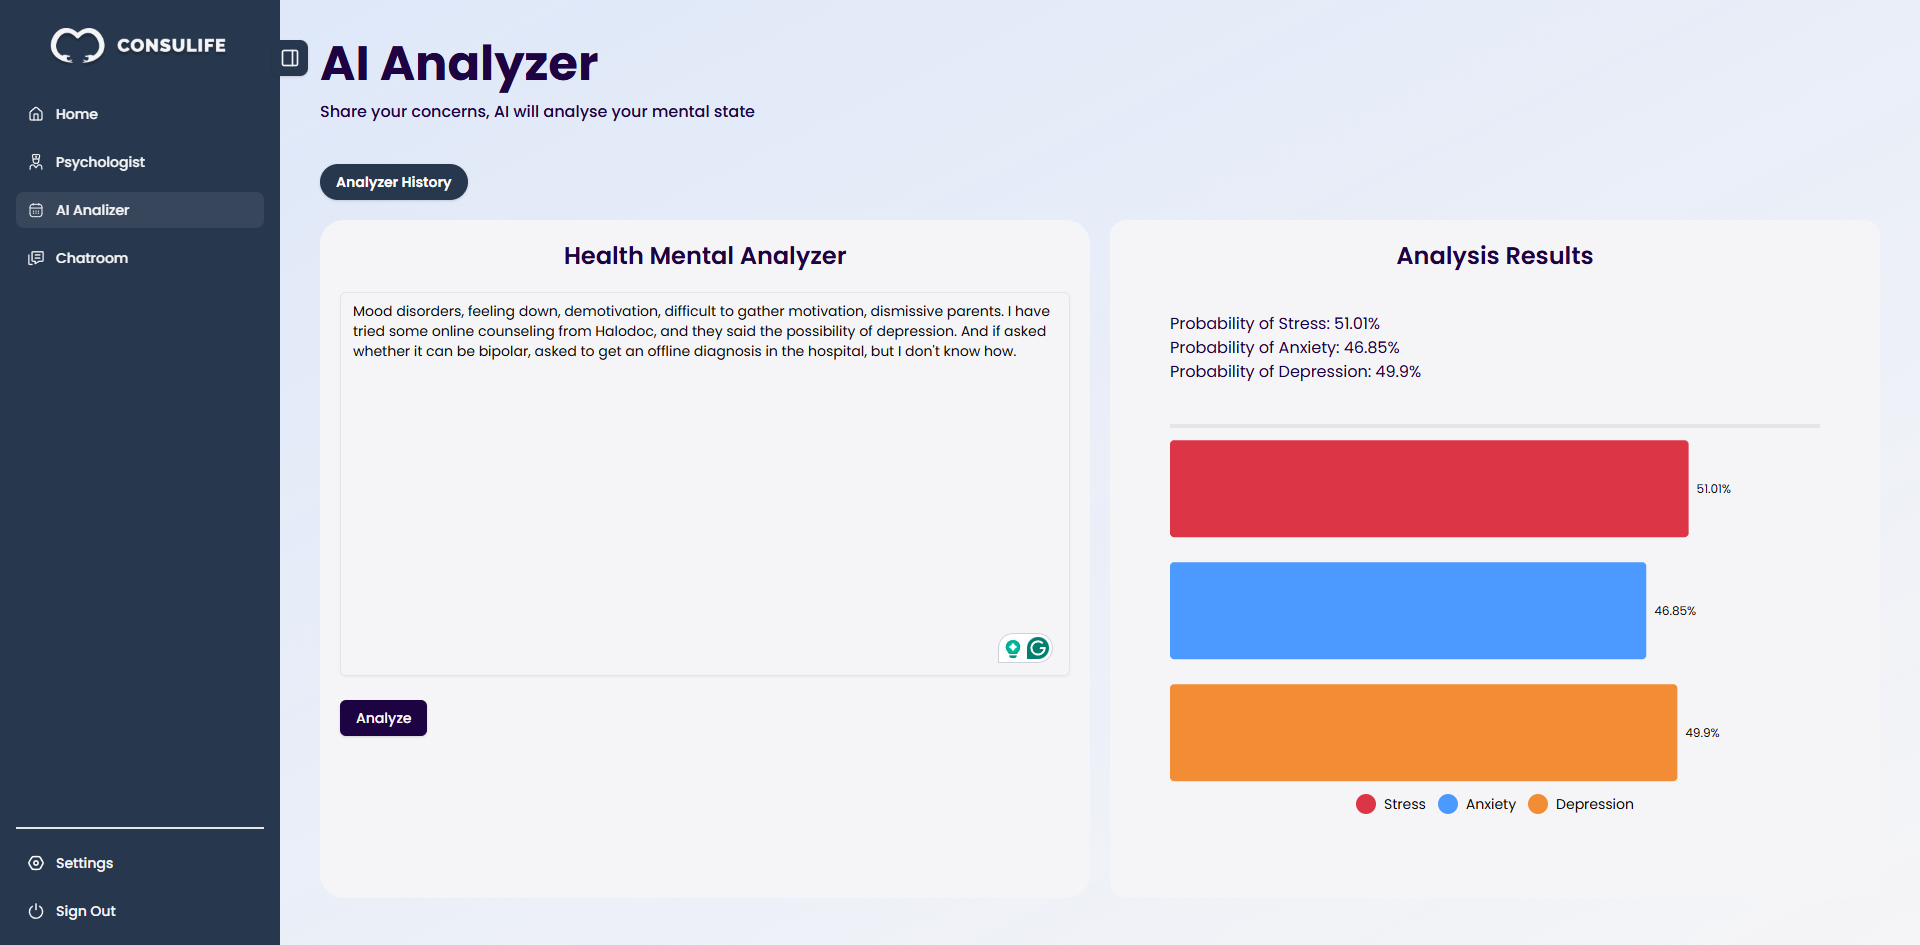 CONSULIFE
Home
Psychologist
AI Analizer
Chatroom
Settings
Sign Out
AI Analyzer
Share your concerns, AI will analyse your mental state
Analyzer History
Health Mental Analyzer
Mood disorders, feeling down, demotivation, difficult to gather motivation, dismissive parents. I have
tried some online counseling from Halodoc, and they said the possibility of depression. And if asked
whether it can be bipolar, asked to get an offline diagnosis in the hospital, but I don't know how.
Analyze
Analysis Results
Probability of Stress: 51.01%
Probability of Anxiety: 46.85%
Probability of Depression: 49.9%
51.01%
46.85%
49.9%
Stress Anxiety Depression